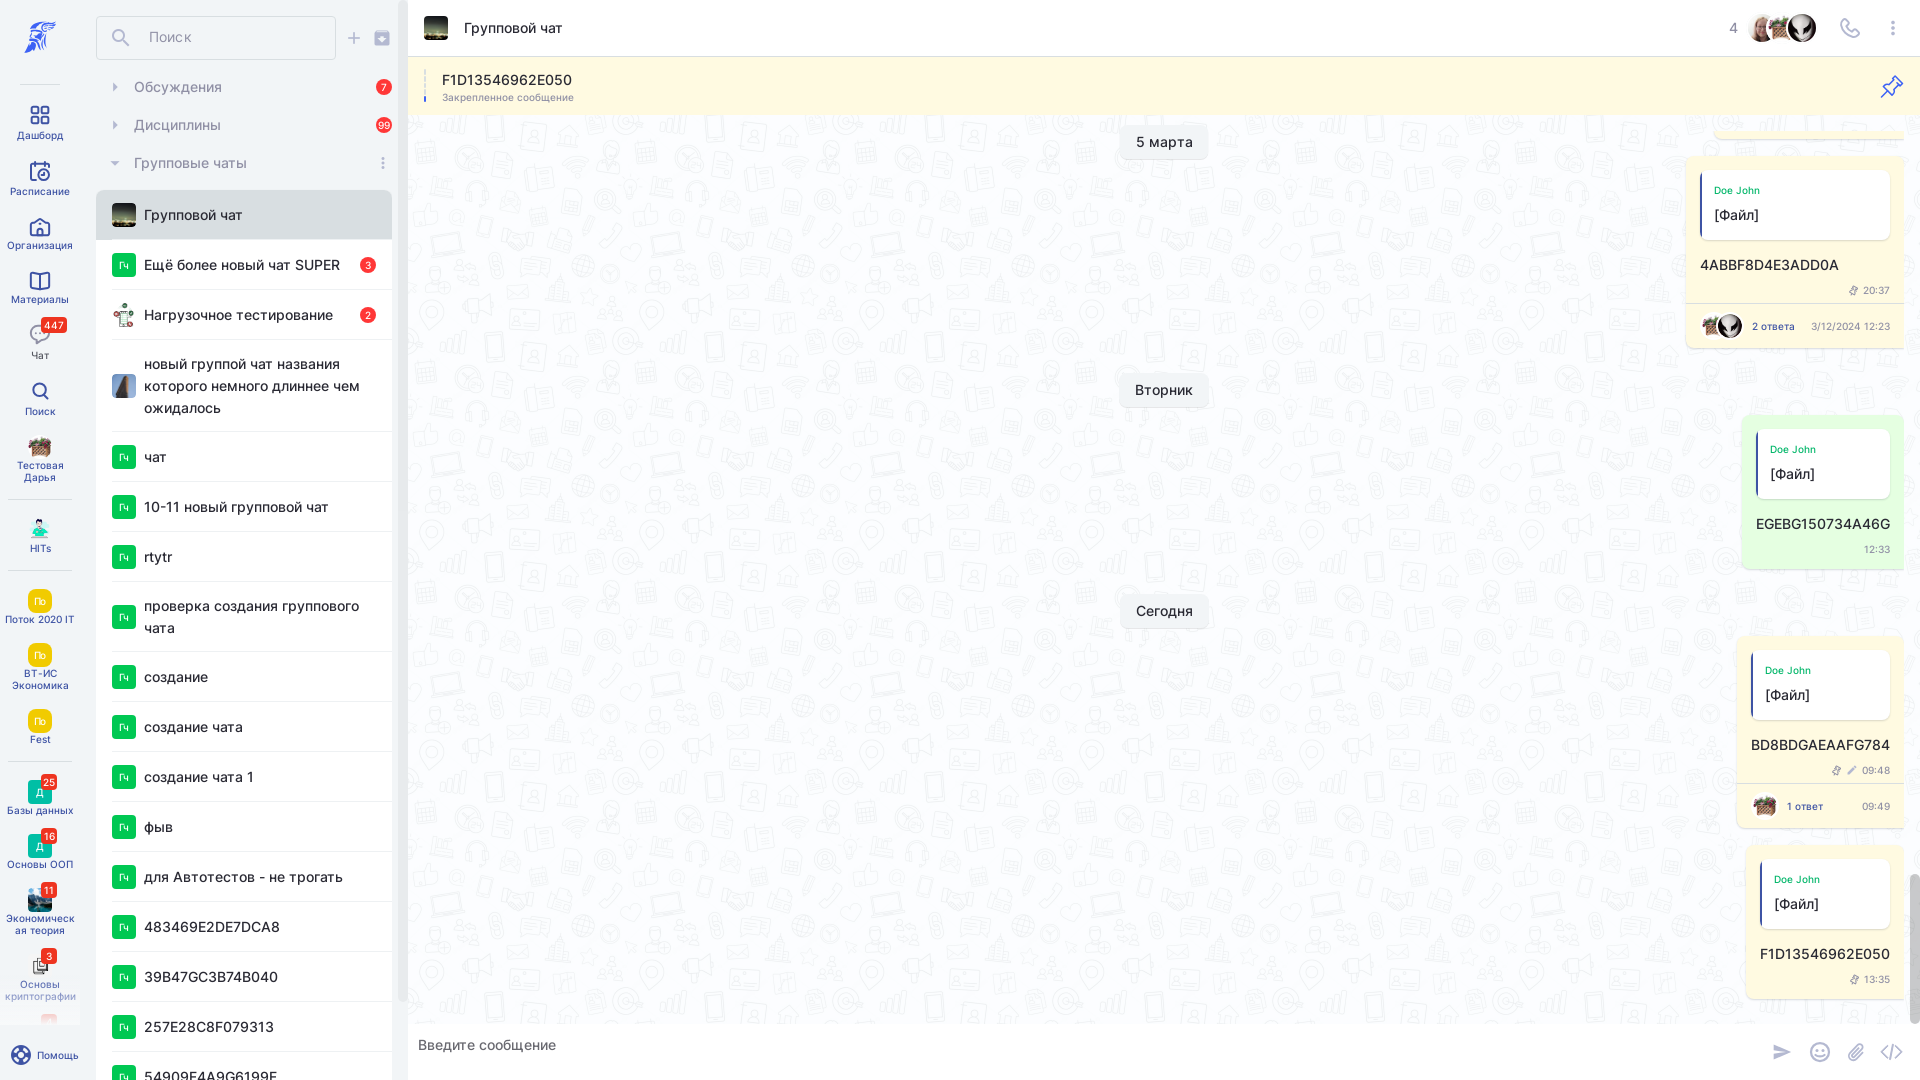 Дашборд
Расписание
Организация
Материалы
447
Чат
Поиск
Тестовая
Дарья
HITs
По
Поток 2020 IT
По
ВТ-ИС
Экономика
По
Fest
25
Д
Базы данных
16
Д
Основы ООП
11
Экономическ
ая теория
3
Основы
криптографии
Помощь
Поиск
Обсуждения
7
Дисциплины
99
Групповые чаты
Групповой чат
Гч
Ещё более новый чат SUPER
3
Нагрузочное тестирование
2
новый группой чат названия
которого немного длиннее чем
ожидалось
Гч
чат
Гч
10-11 новый групповой чат
Гч
rtytr
Гч
проверка создания группового
чата
Гч
создание
Гч
создание чата
Гч
создание чата 1
Гч
фыв
Гч
для Автотестов - не трогать
Гч
483469E2DE7DCA8
Гч
39B47GC3B74B040
Гч
257E28C8F079313
Гч
54909F4A9G6199F
Групповой чат
4
F1D13546962E050
Закрепленное сообщение
5 марта
Doe John
[Файл]
4ABBF8D4E3ADD0A
20:37
2 ответа
3/12/2024 12:23
Вторник
Doe John
[Файл]
EGEBG150734A46G
12:33
Сегодня
Doe John
[Файл]
BD8BDGAEAAFG784
09:48
1 ответ
09:49
Doe John
[Файл]
F1D13546962E050
13:35
Введите сообщение